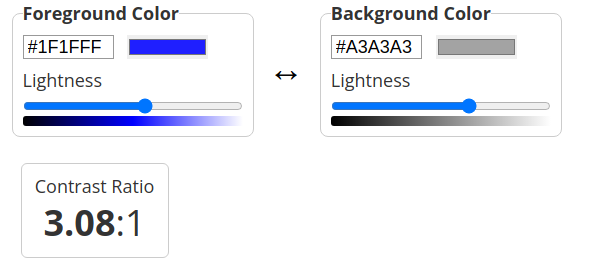 Foreground Color
#1F1FFF
Lightness
↔
Background Color
#A3A3A3
Lightness
Contrast Ratio
3.08:1